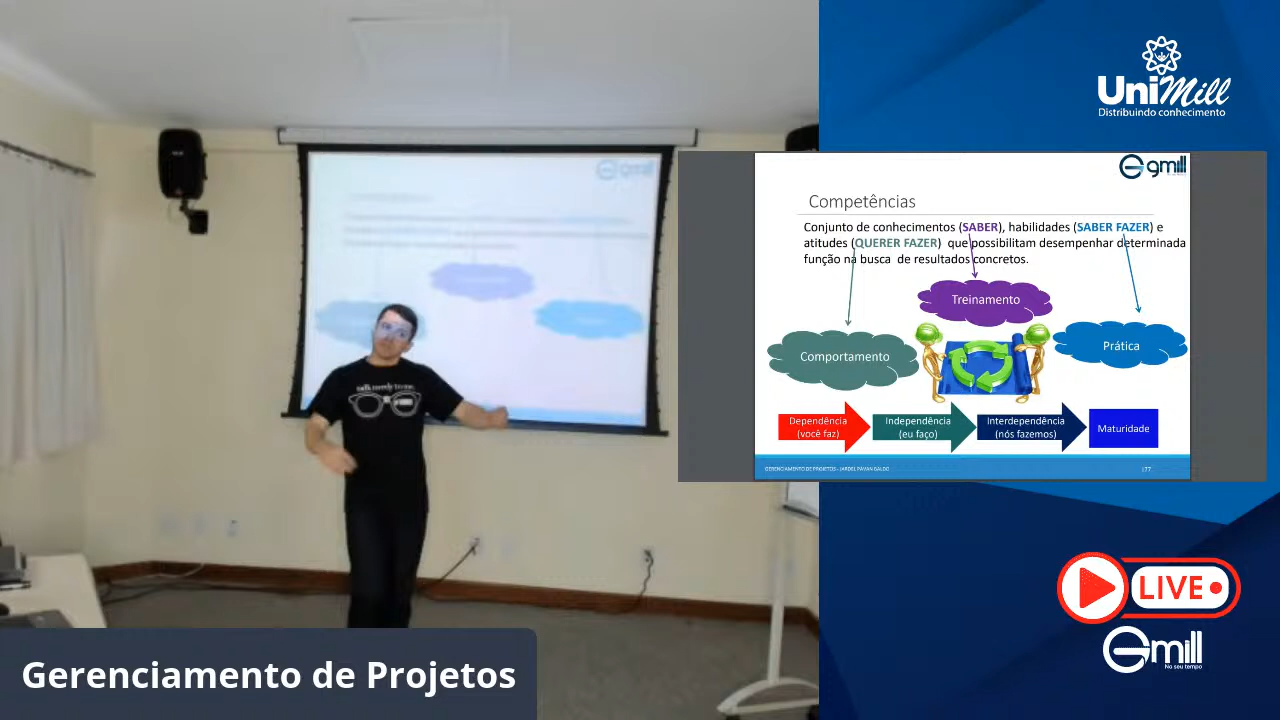 UniMill
Distribuindo conhecimento
gmill
Competências
Conjunto de conhecimentos (SABER), habilidades (SABER FAZER) e
atitudes (QUERER FAZER) que possibilitam desempenhar determinada
função na busca de resultados concretos.
Treinamento
Comportamento
Prática
Dependência
(você faz)
Independência
(eu faço)
Interdependência
(nós fazemos)
Maturidade
GERENCIAMENTO DE PROJETOS - JARDEL PAVAN GALDO
177
LIVE
Gmill
No seu tempo
Gerenciamento de Projetos